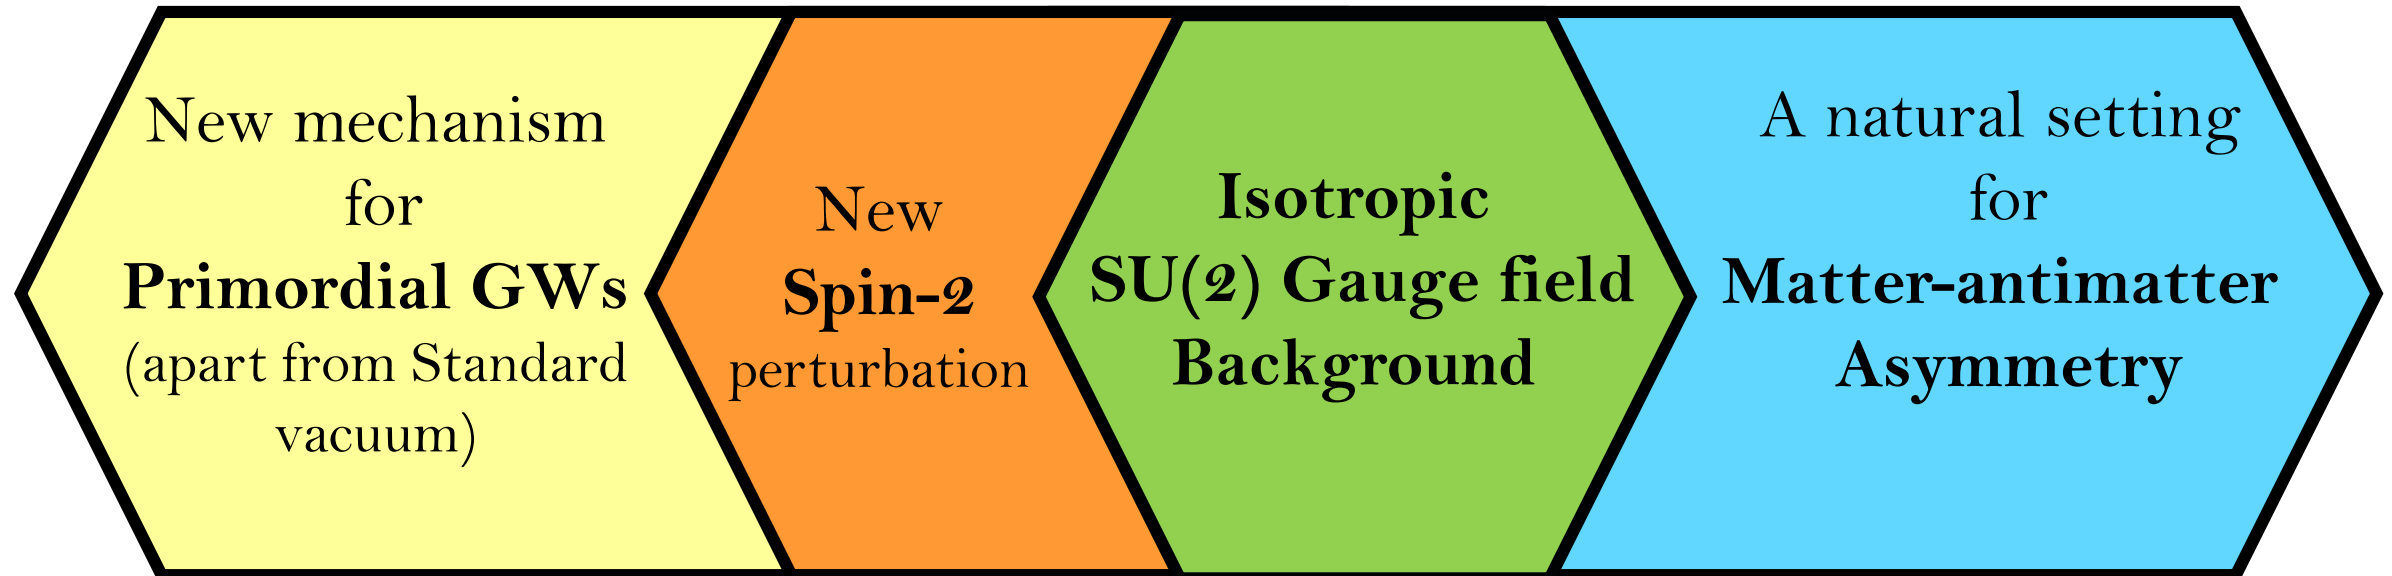 New mechanism
for
Primordial GWs
(apart from Standard
vacuum)
New
Spin-2
perturbation
Isotropic
SU(2) Gauge field
Background
A natural setting
for
Matter-antimatter
Asymmetry